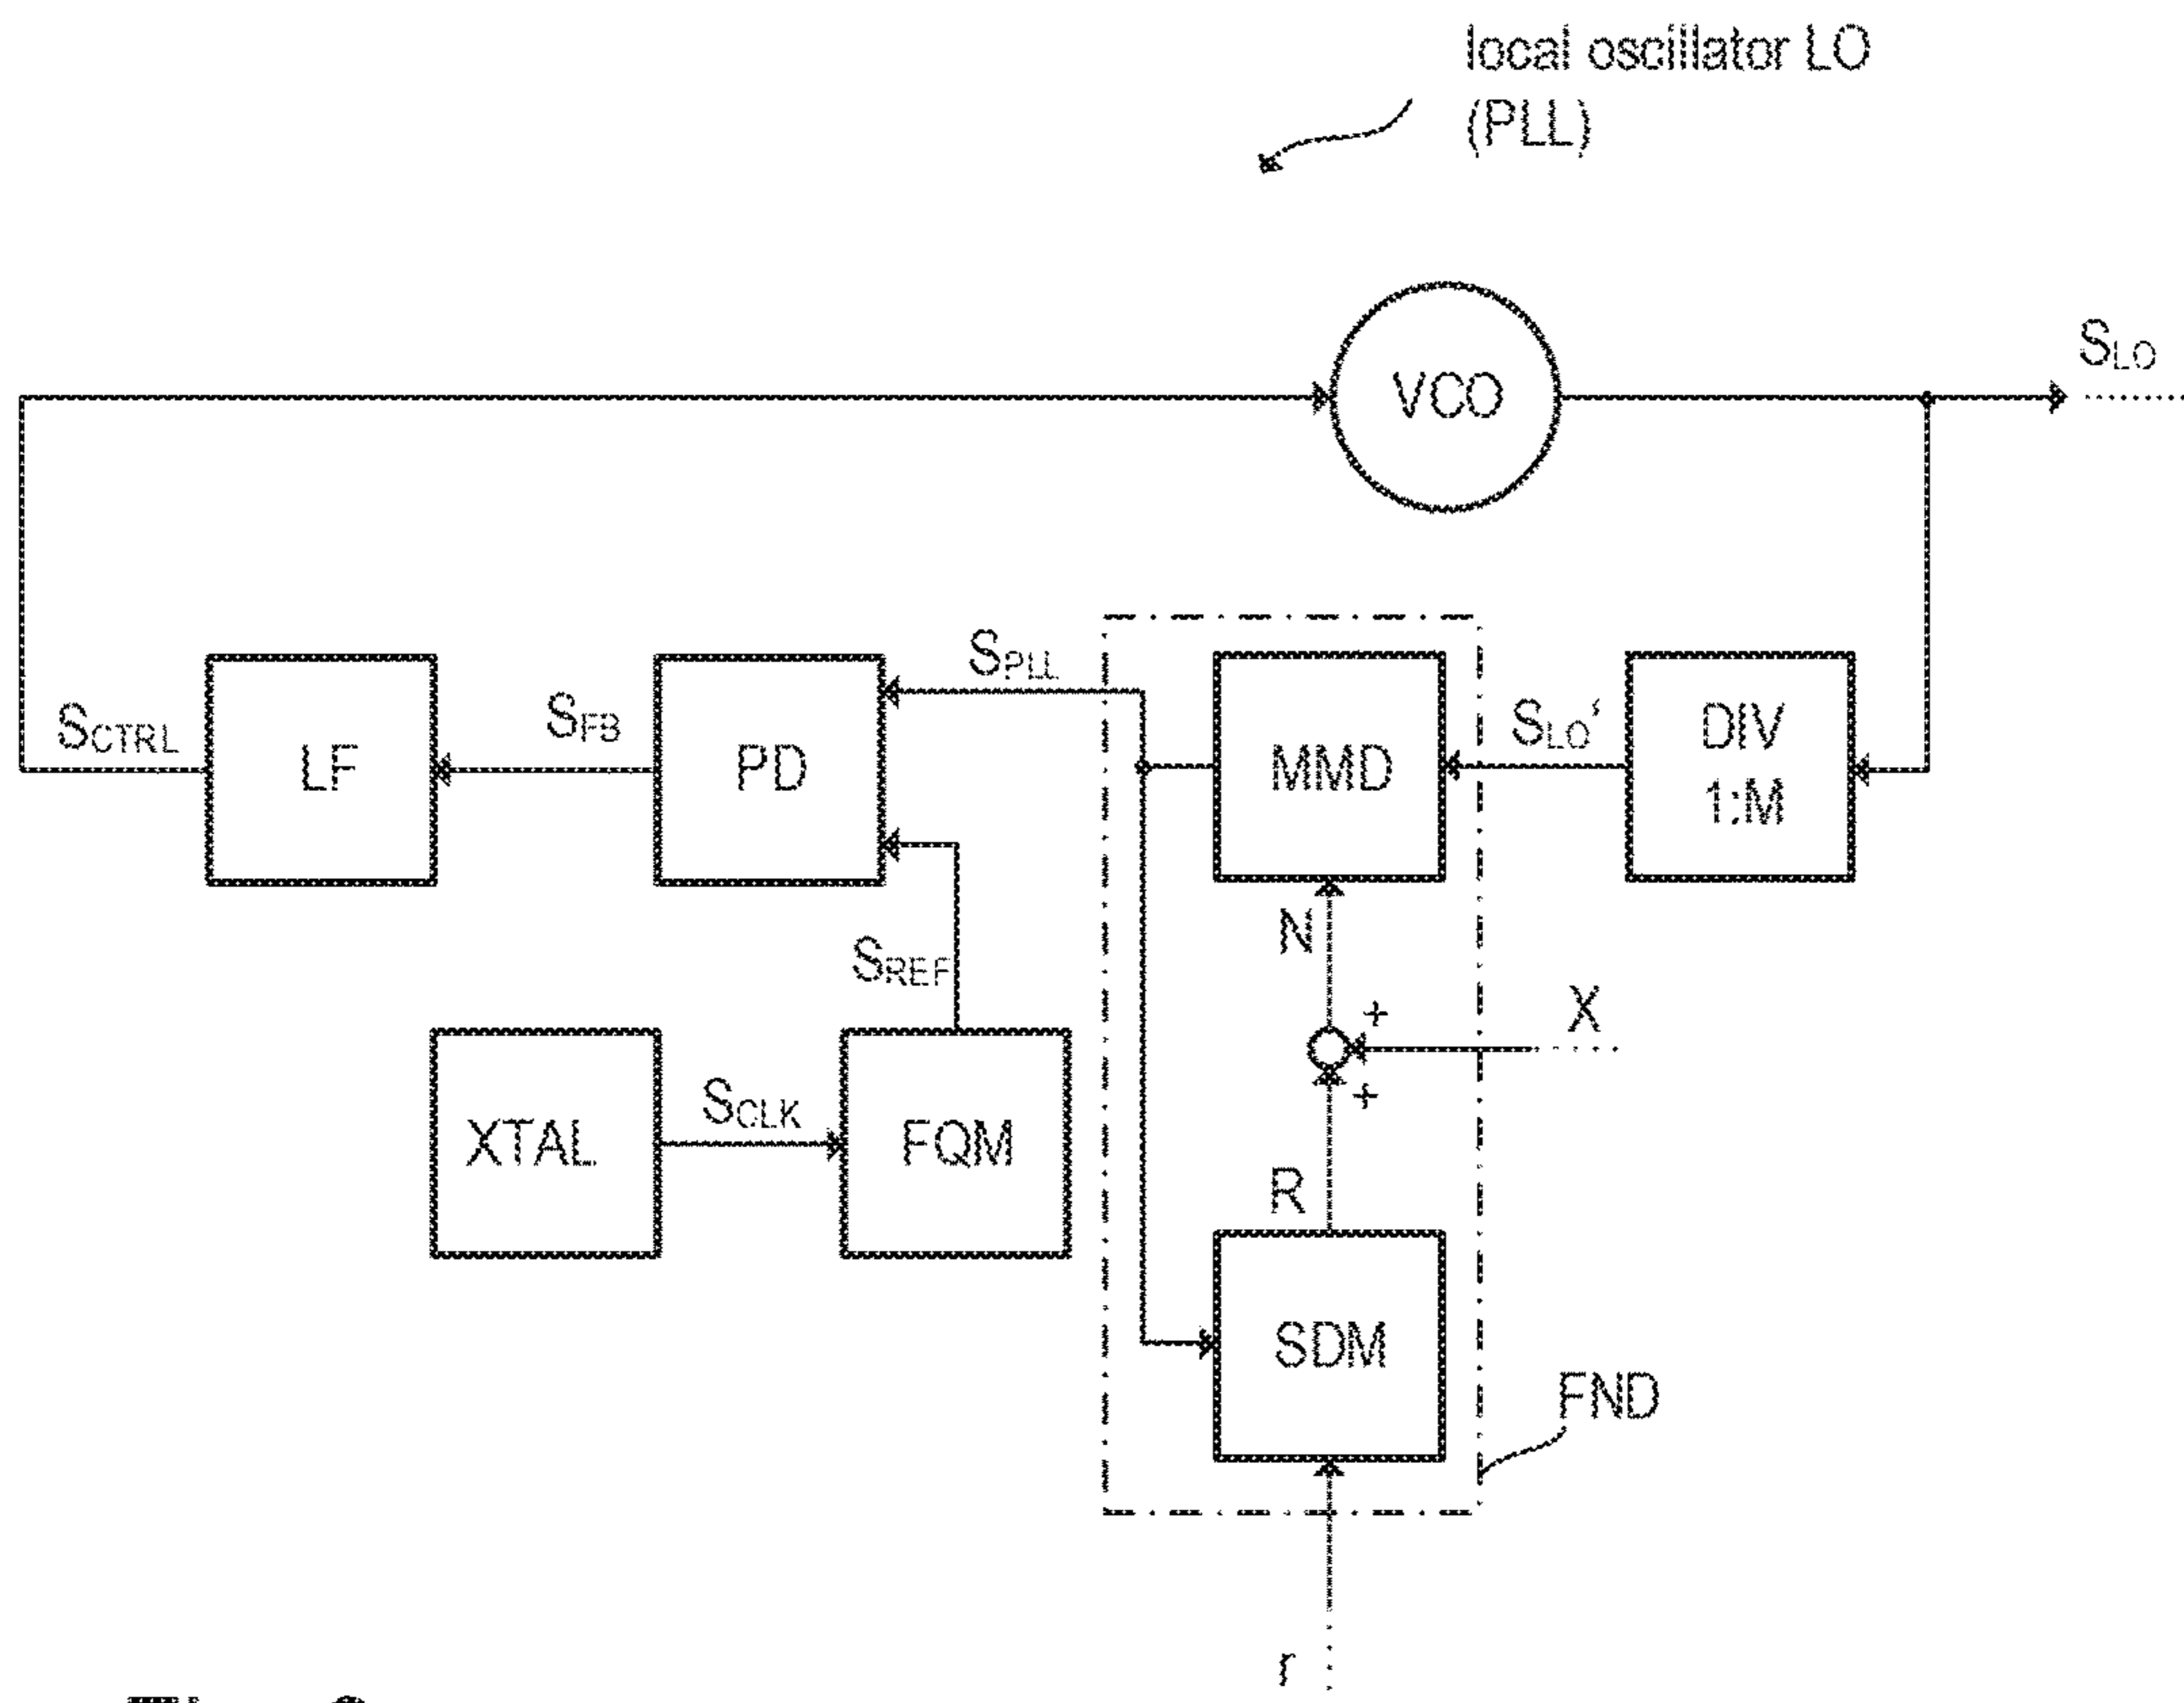 local oscillator LO
(PLL)
VCO
SLO
SCTRL
LF
SFB
PD
SPLL
MMD
SLO'
DIV
1:M
N
SREF
X
+
+
XTAL
SCLK
FQM
R
SDM
FND
r